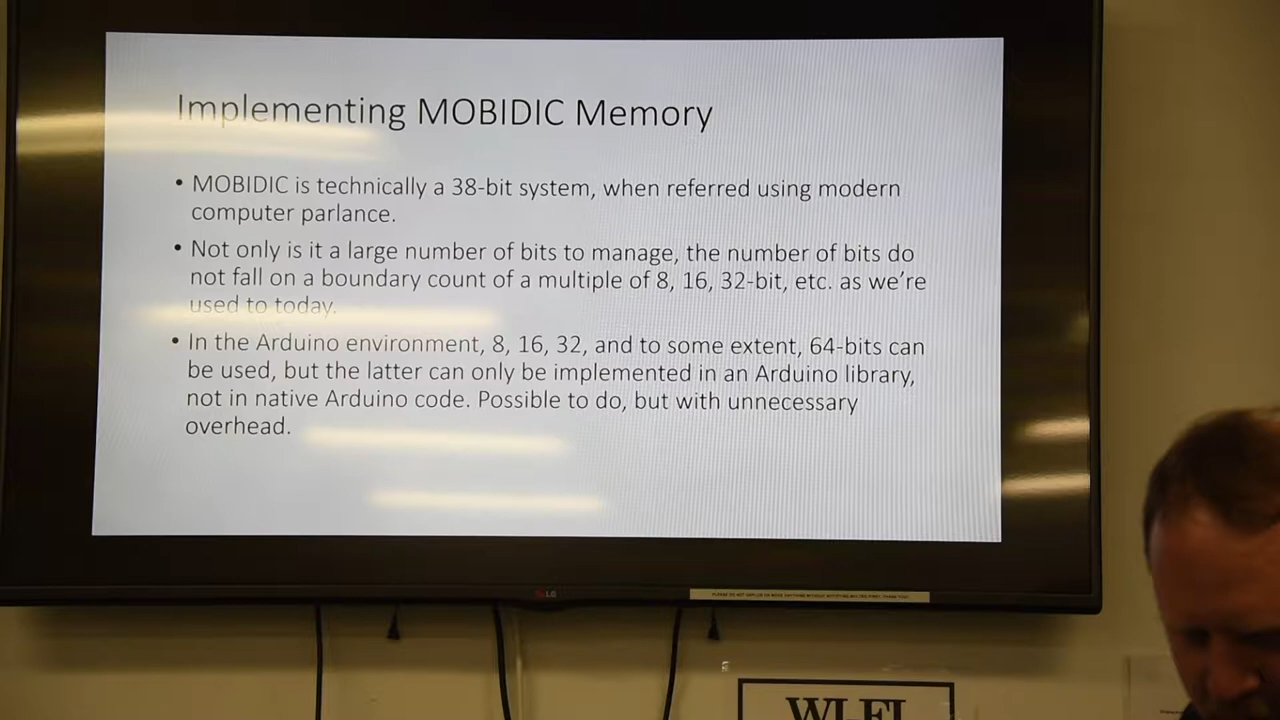 Implementing MOBIDIC Memory
• MOBIDIC is technically a 38-bit system, when referred using modern
computer parlance.
• Not only is it a large number of bits to manage, the number of bits do
not fall on a boundary count of a multiple of 8, 16, 32-bit, etc. as we’re
used to today.
• In the Arduino environment, 8, 16, 32, and to some extent, 64-bits can
be used, but the latter can only be implemented in an Arduino library,
not in native Arduino code. Possible to do, but with unnecessary
overhead.
LG
WI-FI